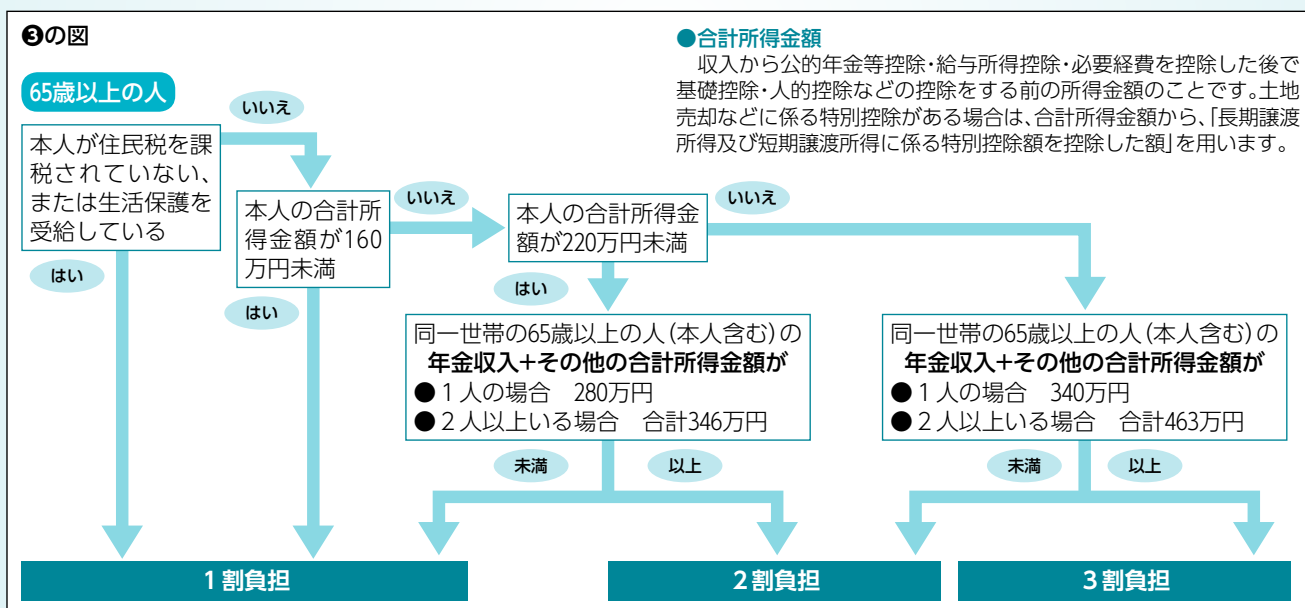 ❸の図
●合計所得金額
　収入から公的年金等控除・給与所得控除・必要経費を控除した後で
基礎控除・人的控除などの控除をする前の所得金額のことです。土地
売却などに係る特別控除がある場合は、合計所得金額から、「長期譲渡
所得及び短期譲渡所得に係る特別控除額を控除した額」を用います。
65歳以上の人
いいえ
本人が住民税を課
税されていない、
または生活保護を
受給している
はい
本人の合計所
得金額が160
万円未満
いいえ
はい
本人の合計所得金
額が220万円未満
いいえ
はい
同一世帯の65歳以上の人（本人含む）の
年金収入＋その他の合計所得金額が
●１人の場合　280万円
●２人以上いる場合　合計346万円
未満
以上
同一世帯の65歳以上の人（本人含む）の
年金収入＋その他の合計所得金額が
●１人の場合　340万円
●２人以上いる場合　合計463万円
未満
以上
１割負担
２割負担
３割負担